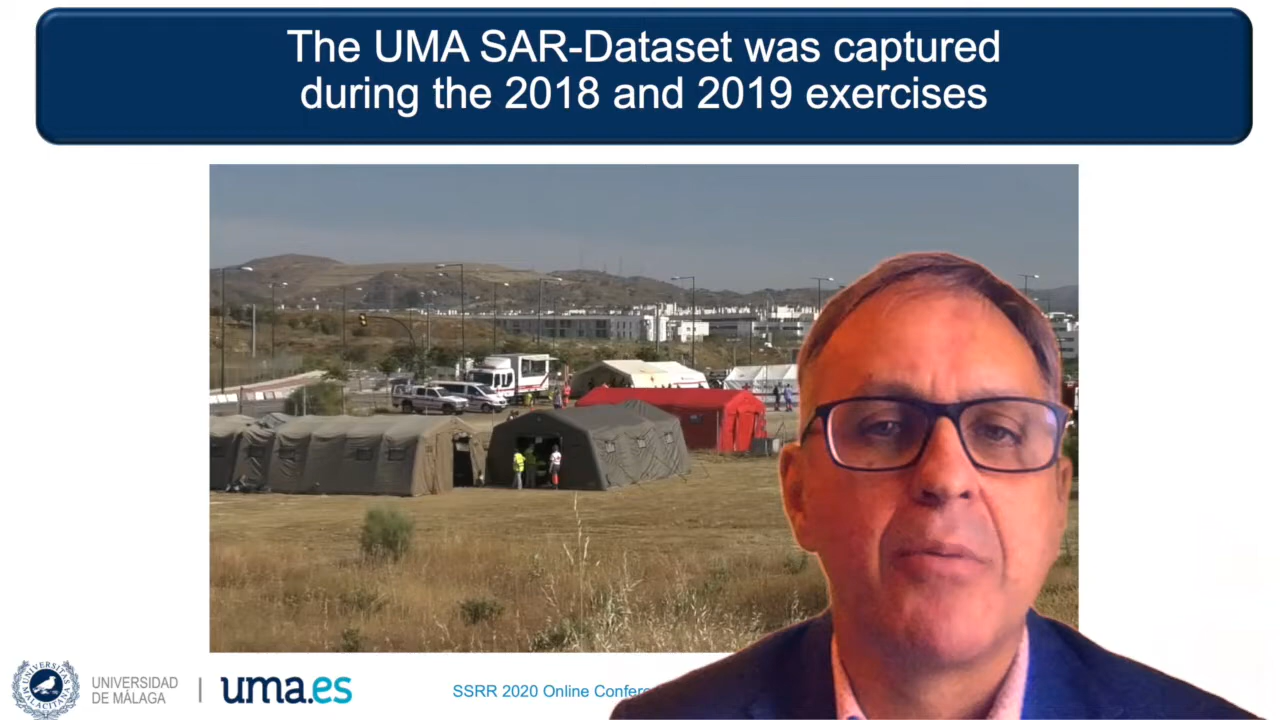 The UMA SAR-Dataset was captured
during the 2018 and 2019 exercises
UNIVERSIDAD
DE MÁLAGA
uma.es
SSRR 2020 Online